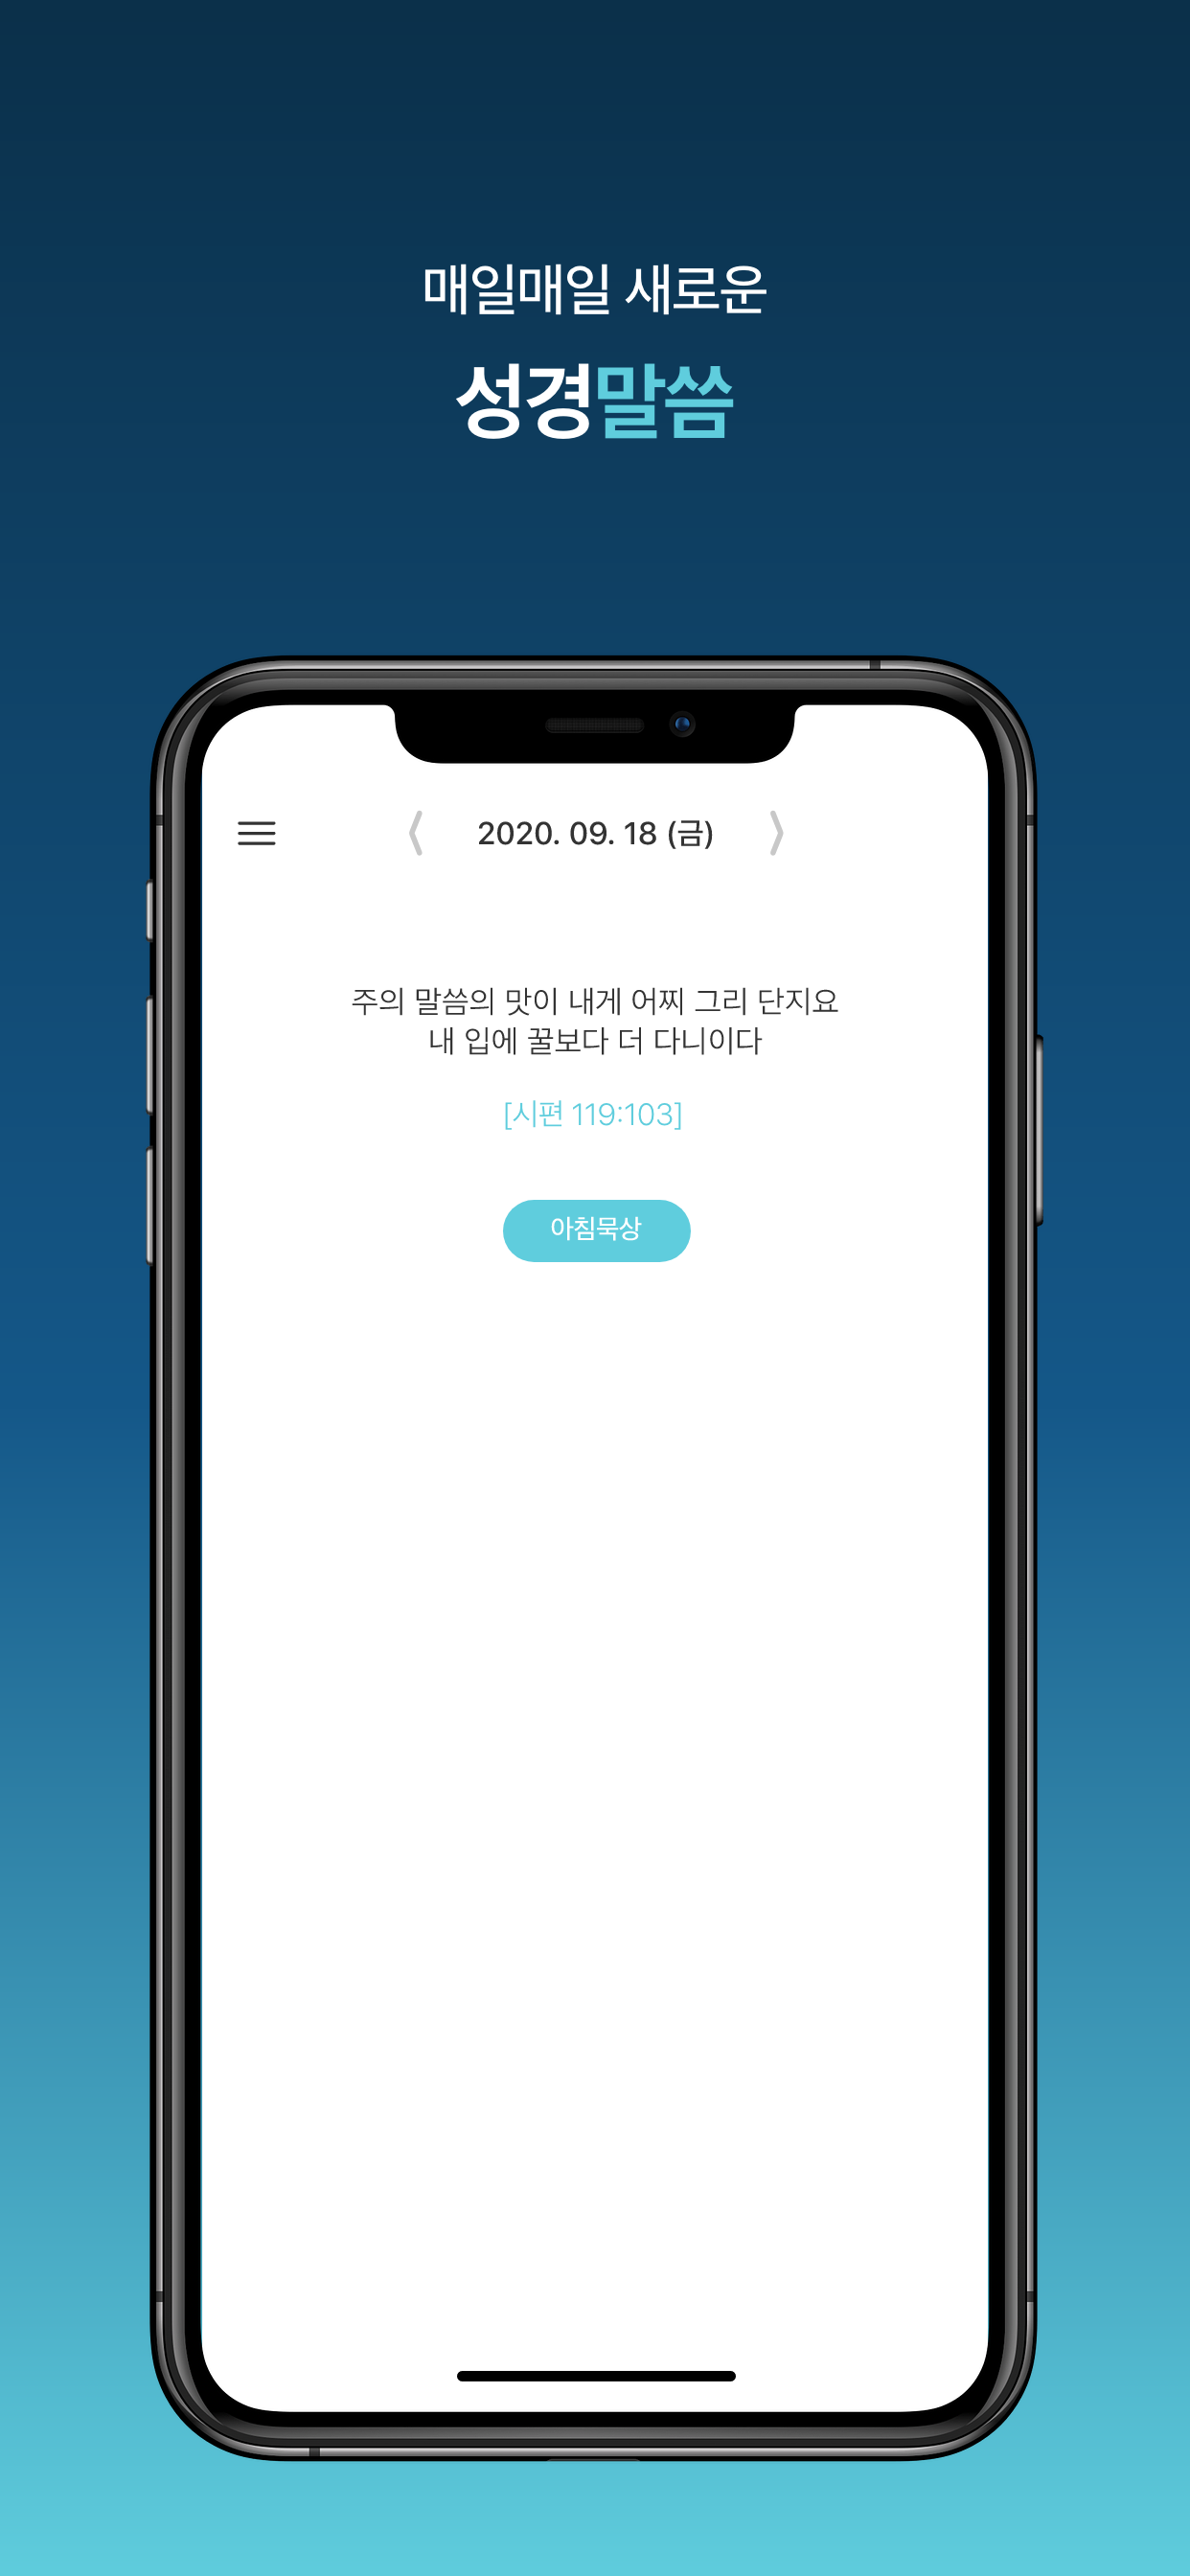 매일매일 새로운
성경말씀
2020. 09. 18 (금)
주의 말씀의 맛이 내게 어찌 그리 단지요
내 입에 꿀보다 더 다니이다
[시편 119:103]
아침묵상